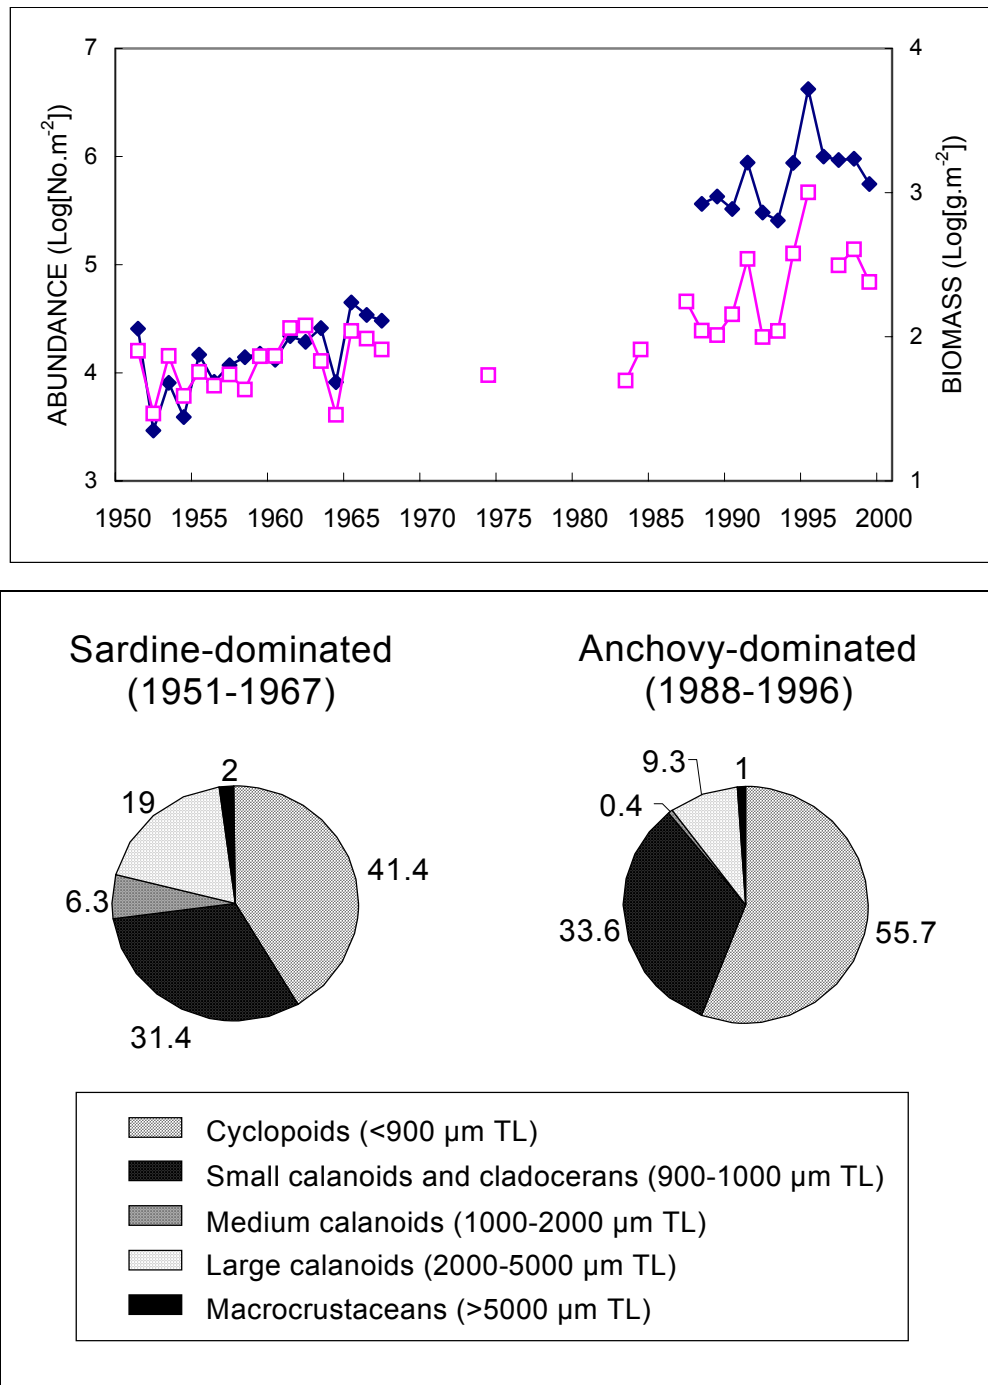 7
6
5
4
3
ABUNDANCE (Log[No.m-2])
4
3
2
1
BIOMASS (Log[g.m-2])
1950 1955 1960 1965 1970 1975 1980 1985 1990 1995 2000
Sardine-dominated
(1951-1967)
2
19
41.4
6.3
31.4
Anchovy-dominated
(1988-1996)
9.3
1
0.4
33.6
55.7
Cyclopoids (<900 µm TL)
Small calanoids and cladocerans (900-1000 µm TL)
Medium calanoids (1000-2000 µm TL)
Large calanoids (2000-5000 µm TL)
Macrocrustaceans (>5000 µm TL)